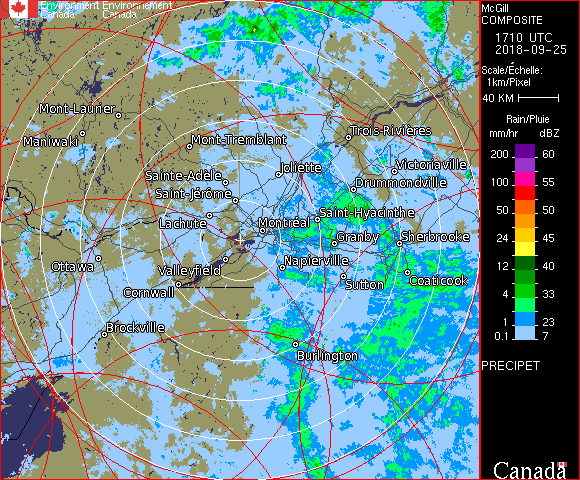 Environment Environnement
Canada Canada
McGill
COMPOSITE
1710 UTC
2018-09-25
Scale/Échelle:
1km/Pixel
40 KM
Rain/Pluie
mm/hr dBZ
200 60
100 55
50 50
24 45
12 40
4 33
1 23
0.1 7
PRECIPET
Canada
Mont-Laurier
Maniwaki
Mont-Tremblant
Trois-Rivières
Sainte-Adèle
Joliette
Victoriaville
Drummondville
Saint-Jérôme
Lachute
Saint-Hyacinthe
Montréal
Granby
Sherbrooke
Ottawa
Valleyfield
Napierville
Cornwall
Sutton
Coaticook
Brockville
Burlington